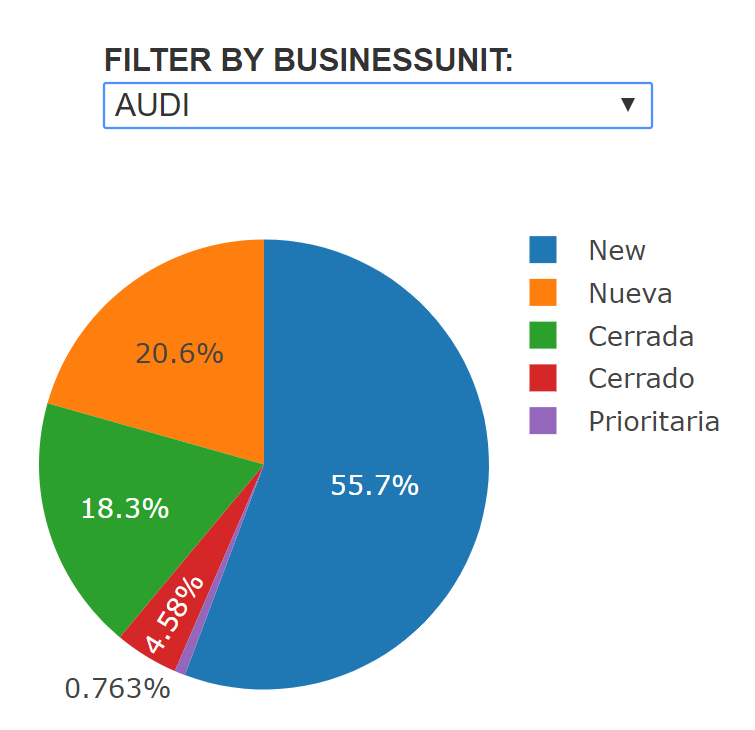 FILTER BY BUSINESSUNIT:
AUDI
New
Nueva
Cerrada
Cerrado
Prioritaria
20.6%
55.7%
18.3%
4.58%
0.763%